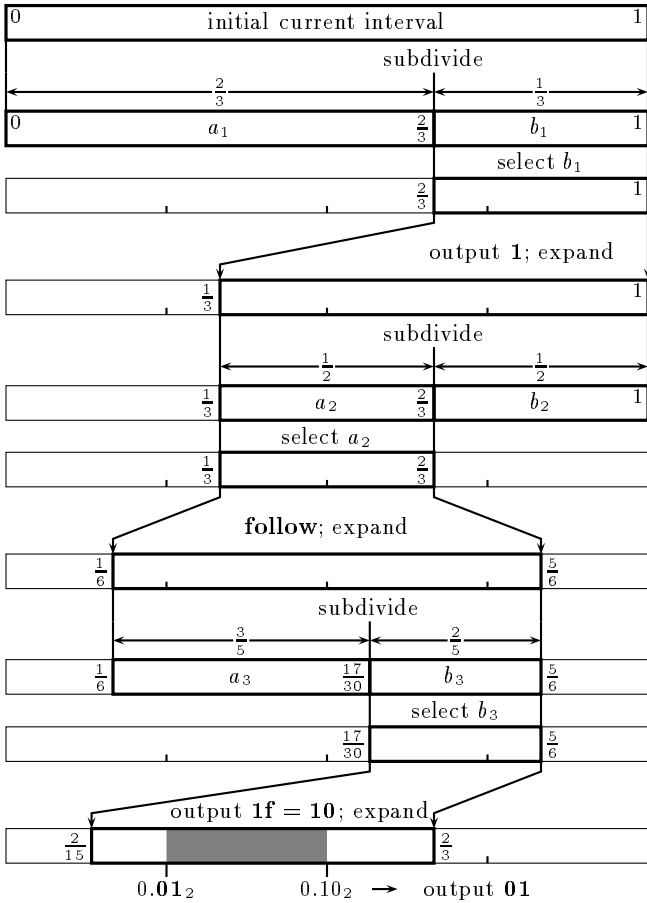 0 initial current interval 1
subdivide
2/3 1/3
0 a₁ 2/3 b₁ 1
select b₁
2/3 1
output 1; expand
1/3 1
subdivide
1/2 1/2
1/3 a₂ 2/3 b₂ 1
select a₂
1/3 2/3
follow; expand
1/6 5/6
subdivide
3/5 2/5
1/6 a₃ 17/30 b₃ 5/6
select b₃
17/30 5/6
output 1f = 10; expand
2/15 2/3
0.01₂ 0.10₂ → output 01